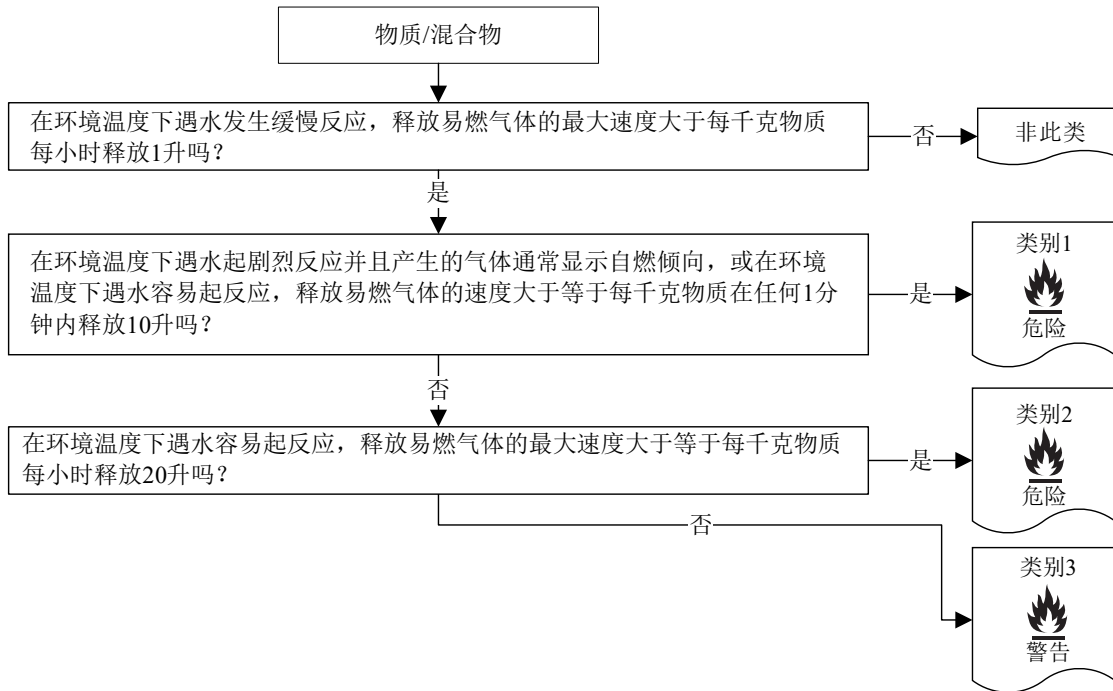 物质/混合物
在环境温度下遇水发生缓慢反应，释放易燃气体的最大速度大于每千克物质
每小时释放1升吗？
否
非此类
是
在环境温度下遇水起剧烈反应并且产生的气体通常显示自燃倾向，或在环境
温度下遇水容易起反应，释放易燃气体的速度大于等于每千克物质在任何1分
钟内释放10升吗？
是
类别1
危险
否
在环境温度下遇水容易起反应，释放易燃气体的最大速度大于等于每千克物质
每小时释放20升吗？
是
类别2
危险
否
类别3
警告